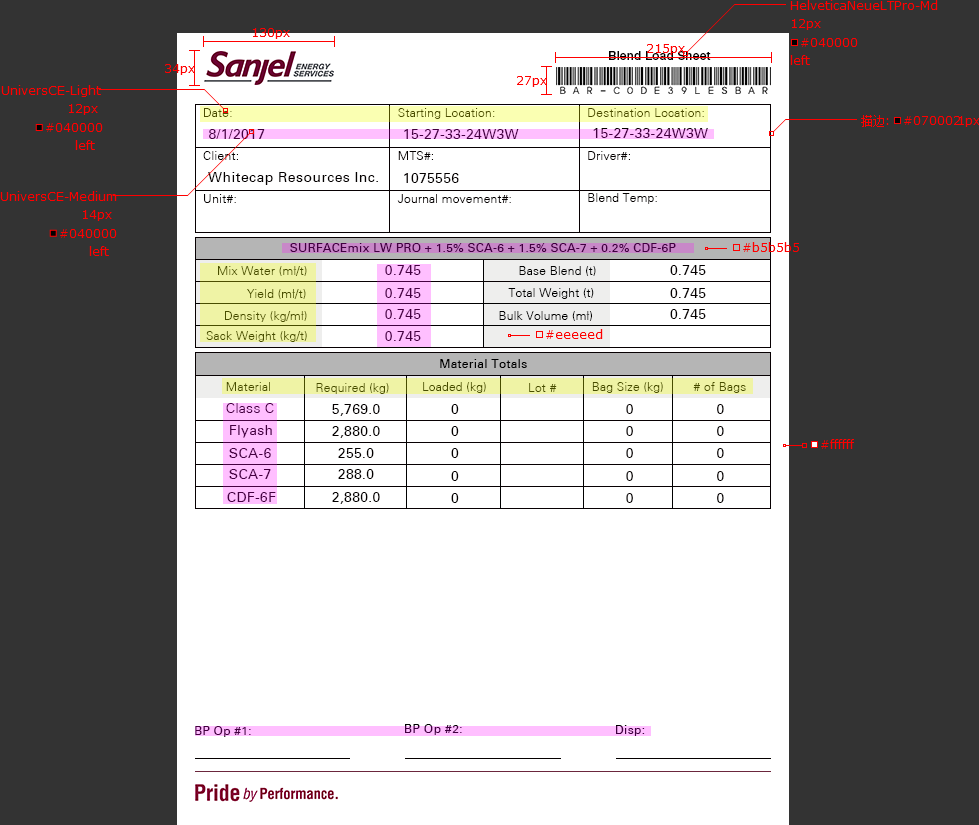 HelveticaNeueLTPro-Md
12px
#040000
left
130px
34px
Sanjel ENERGY SERVICES
215px
Blend Load Sheet
27px
BAR-CODE39LESBAR
UniversCE-Light
12px
#040000
left
描边: #070002 1px
Date: Starting Location: Destination Location:
8/1/2017 15-27-33-24W3W 15-27-33-24W3W
Client: MTS#: Driver#:
Whitecap Resources Inc. 1075556
UniversCE-Medium
14px
#040000
left
Unit#: Journal movement#: Blend Temp:
SURFACEmix LW PRO + 1.5% SCA-6 + 1.5% SCA-7 + 0.2% CDF-6P
#b5b5b5
Mix Water (ml/t) 0.745 Base Blend (t) 0.745
Yield (ml/t) 0.745 Total Weight (t) 0.745
Density (kg/ml) 0.745 Bulk Volume (ml) 0.745
Sack Weight (kg/t) 0.745 #eeeeed
Material Totals
Material Required (kg) Loaded (kg) Lot # Bag Size (kg) # of Bags
Class C 5,769.0 0 0 0
Flyash 2,880.0 0 0 0
SCA-6 255.0 0 0 0
#ffffff
SCA-7 288.0 0 0 0
CDF-6F 2,880.0 0 0 0
BP Op #1: BP Op #2: Disp:
Pride by Performance.